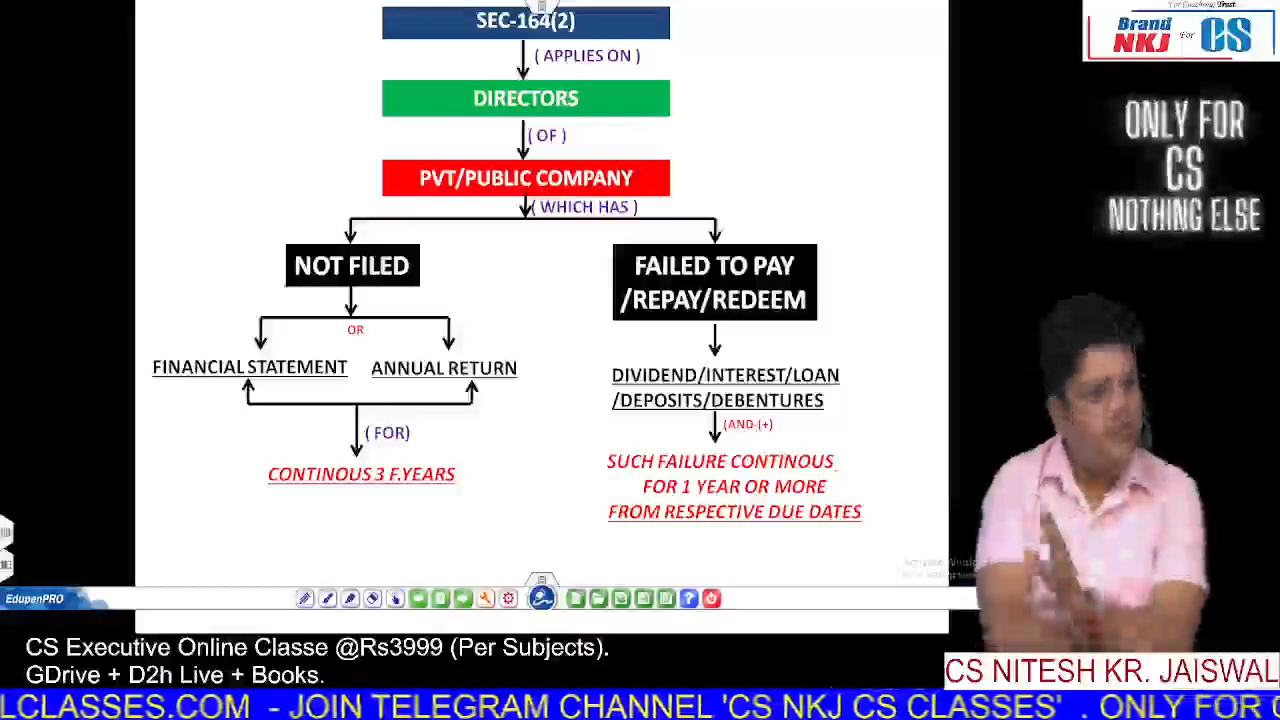 For Coaching Trust
Brand
NKJ
For
CS
SEC-164(2)
( APPLIES ON )
DIRECTORS
( OF )
PVT/PUBLIC COMPANY
( WHICH HAS )
NOT FILED
FAILED TO PAY
/REPAY/REDEEM
OR
FINANCIAL STATEMENT
ANNUAL RETURN
DIVIDEND/INTEREST/LOAN
/DEPOSITS/DEBENTURES
(AND-(+)
( FOR)
CONTINOUS 3 F.YEARS
SUCH FAILURE CONTINOUS
FOR 1 YEAR OR MORE
FROM RESPECTIVE DUE DATES
ONLY FOR
CS
NOTHING ELSE
EdupenPRO
CS Executive Online Classe @Rs3999 (Per Subjects).
GDrive + D2h Live + Books.
CS NITESH KR. JAISWAL
LCLASSES.COM - JOIN TELEGRAM CHANNEL 'CS NKJ CS CLASSES' . ONLY FOR